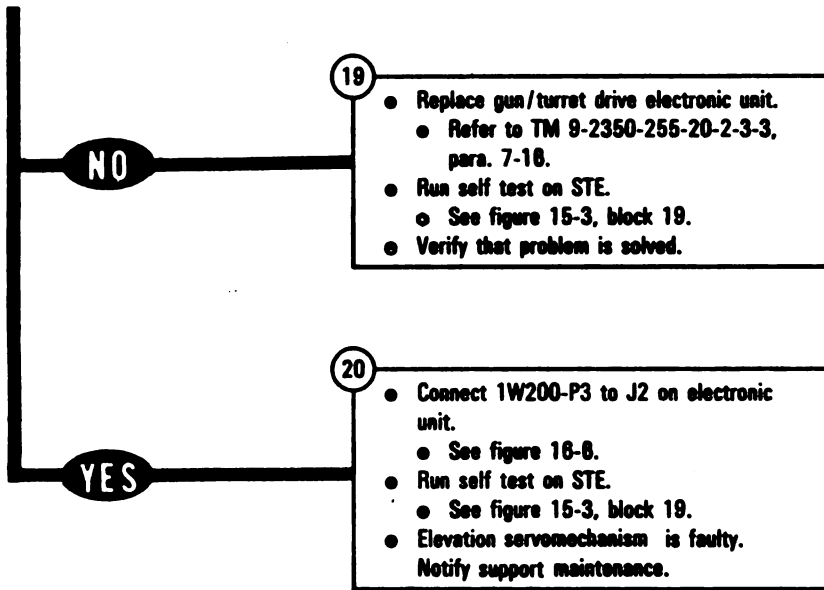 19
● Replace gun/turret drive electronic unit.
● Refer to TM 9-2350-255-20-2-3-3,
para. 7-16.
NO
● Run self test on STE.
● See figure 15-3, block 19.
● Verify that problem is solved.
20
● Connect 1W200-P3 to J2 on electronic
unit.
● See figure 16-6.
YES
● Run self test on STE.
● See figure 15-3, block 19.
● Elevation servomechanism is faulty.
Notify support maintenance.